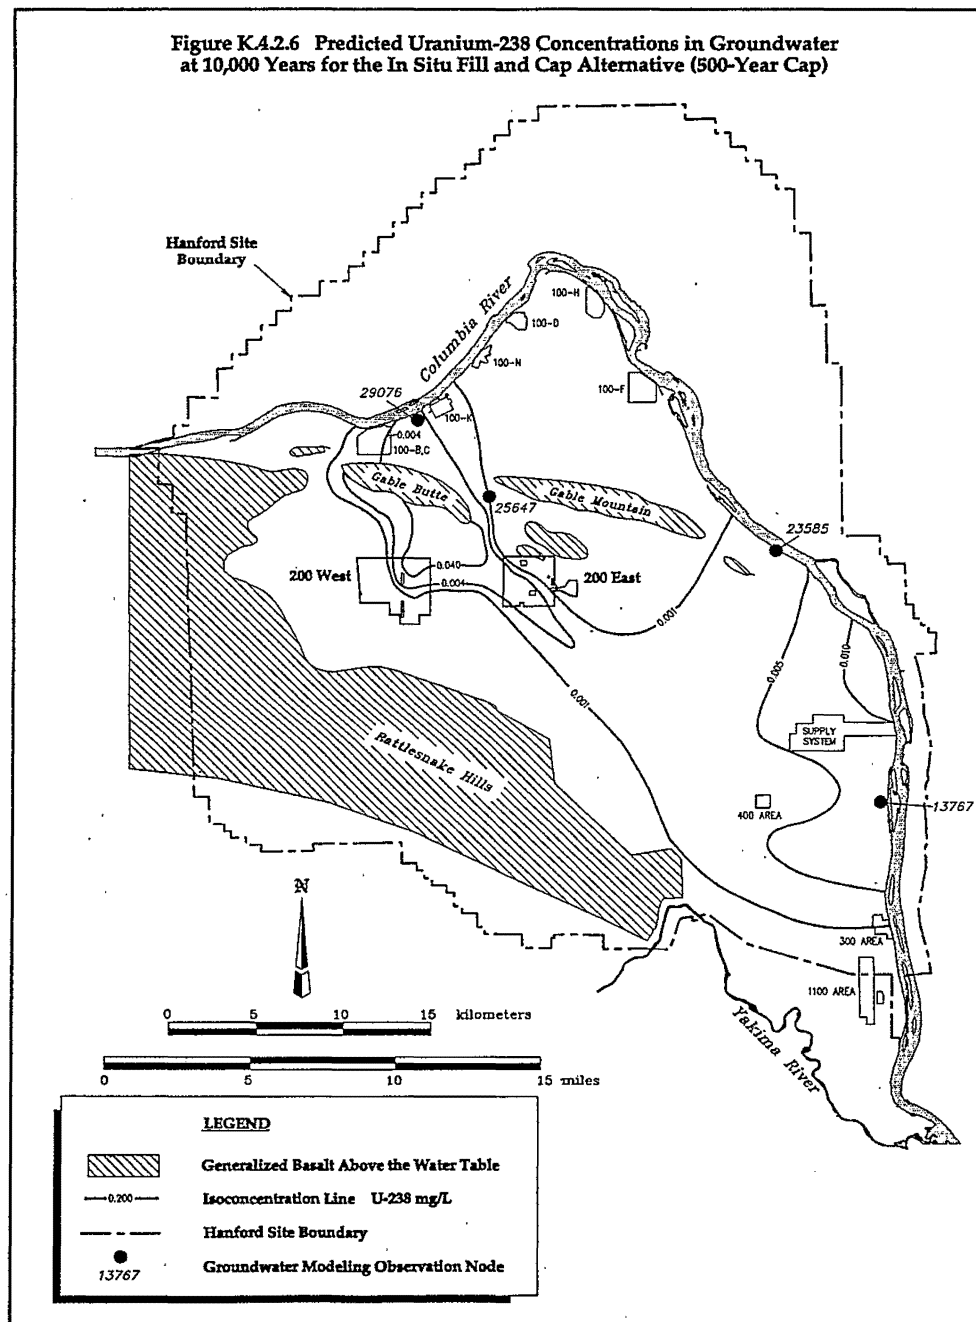 Figure K.4.2.6 Predicted Uranium-238 Concentrations in Groundwater
at 10,000 Years for the In Situ Fill and Cap Alternative (500-Year Cap)
Hanford Site
Boundary
Columbia River
100-H
100-D
100-N
100-F
29076
100-K
0.004
100-B,C
Gable Butte
25647
Gable Mountain
23585
200 West
0.040
0.004
200 East
0.001
0.005
0.010
0.001
SUPPLY
SYSTEM
Rattlesnake Hills
400 AREA
13767
N
300 AREA
1100 AREA
Yakima River
0 5 10 15 kilometers
0 5 10 15 miles
LEGEND
Generalized Basalt Above the Water Table
0.200 Isoconcentration Line U-238 mg/L
Hanford Site Boundary
13767 Groundwater Modeling Observation Node